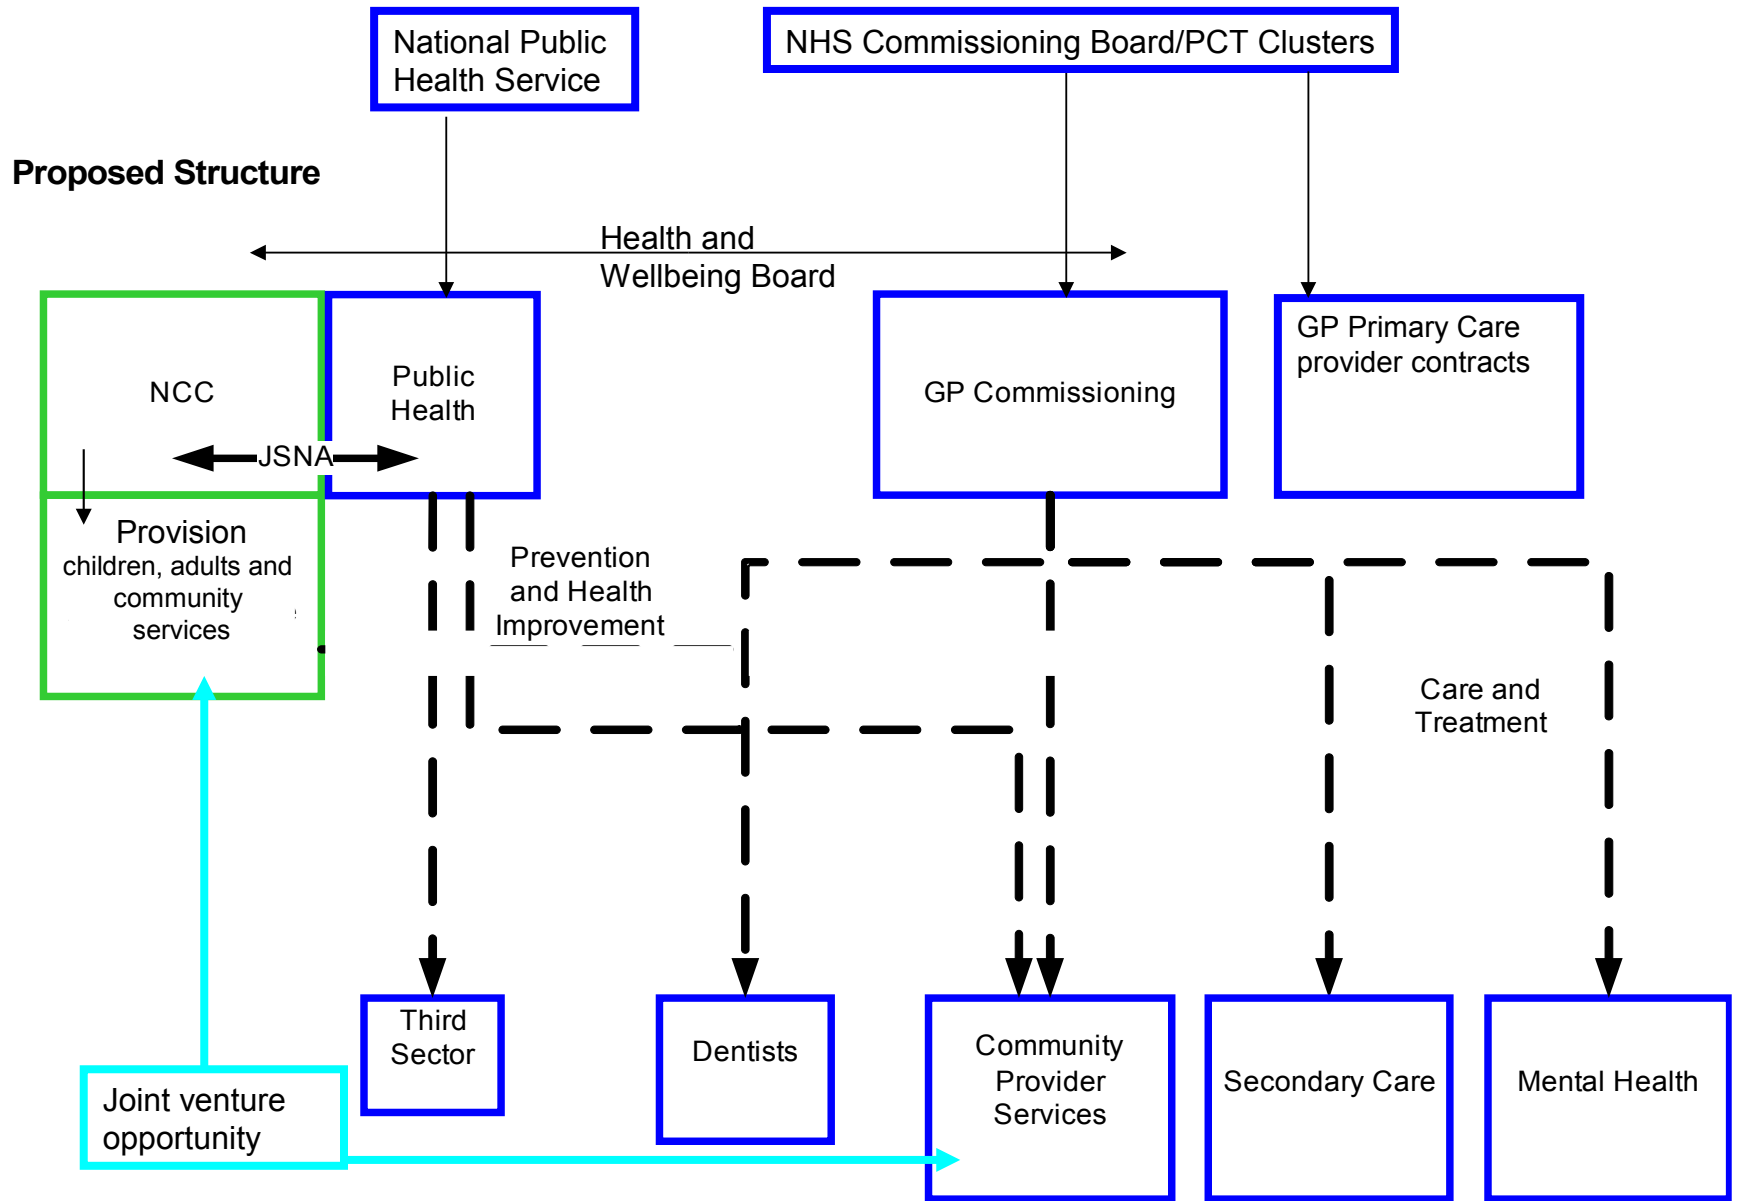 National Public
Health Service
NHS Commissioning Board/PCT Clusters
Proposed Structure
Health and
Wellbeing Board
NCC
Public
Health
GP Commissioning
GP Primary Care
provider contracts
JSNA
Provision
children, adults and
community
services
Prevention
and Health
Improvement
Care and
Treatment
Third
Sector
Dentists
Community
Provider
Services
Secondary Care
Mental Health
Joint venture
opportunity